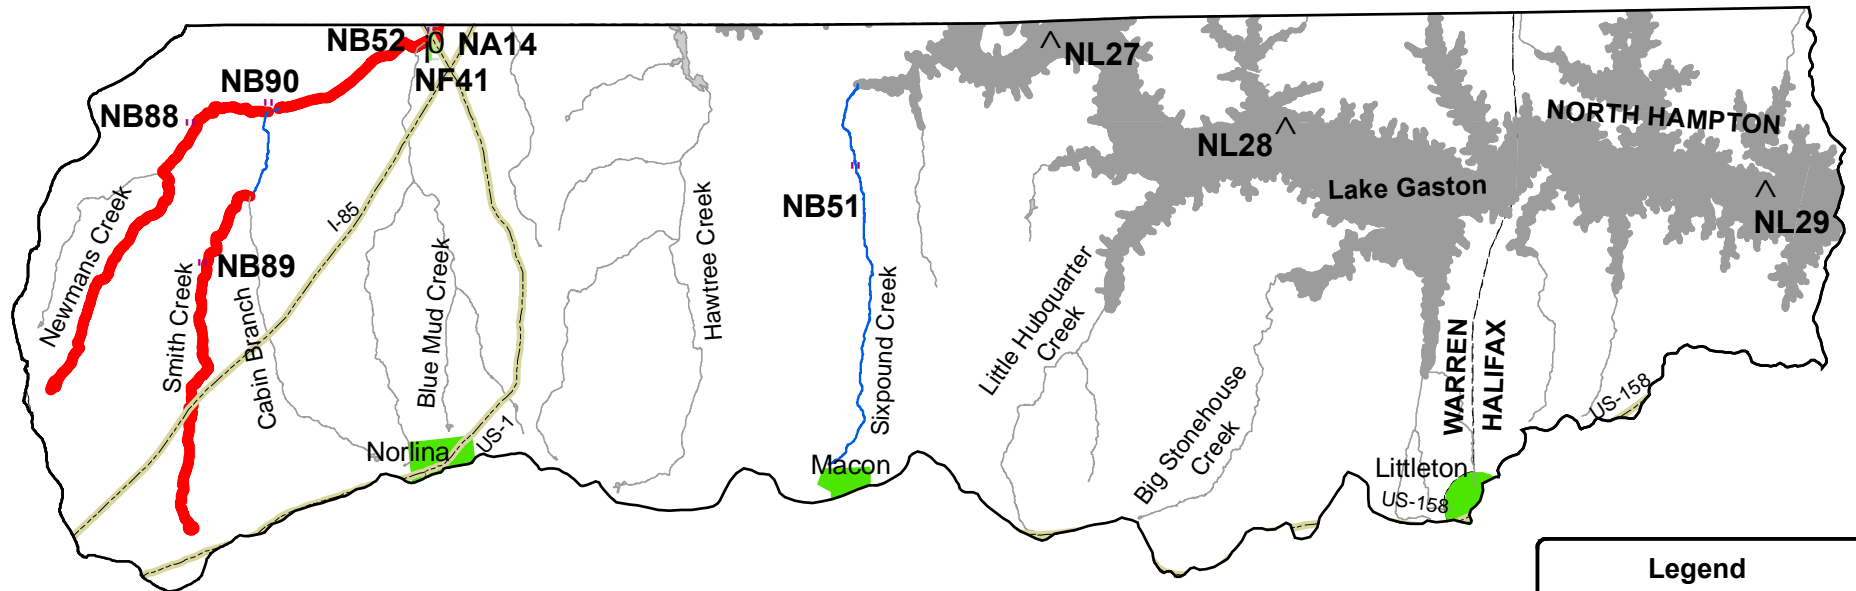 NB52
NA14
NL27
NF41
NB90
NB88
NORTH HAMPTON
NL28
Lake Gaston
NL29
NB51
I-85
Newmans Creek
Smith Creek
NB89
Cabin Branch
Blue Mud Creek
Hawtree Creek
Sixpound Creek
Little Hubquarter
Creek
Big Stonehouse
Creek
WARREN
HALIFAX
US-158
US-1
Norlina
Macon
Littleton
US-158
Legend